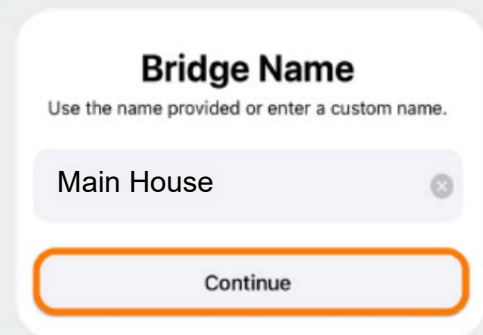 Bridge Name
Use the name provided or enter a custom name.
Main House
Continue